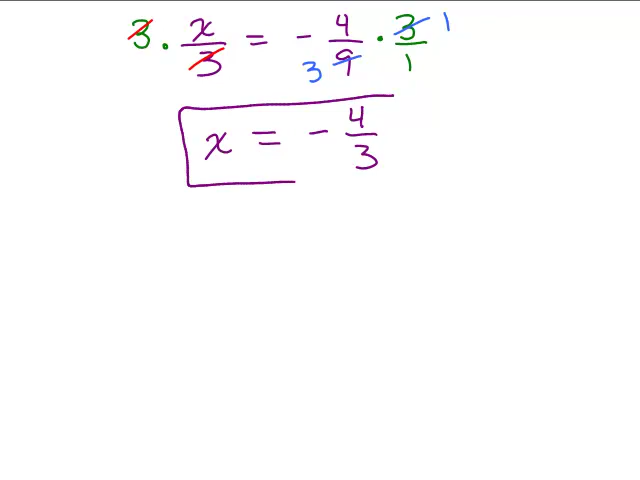 3 · x/3 = - 4/9 · 3/1 1
3
x = - 4/3